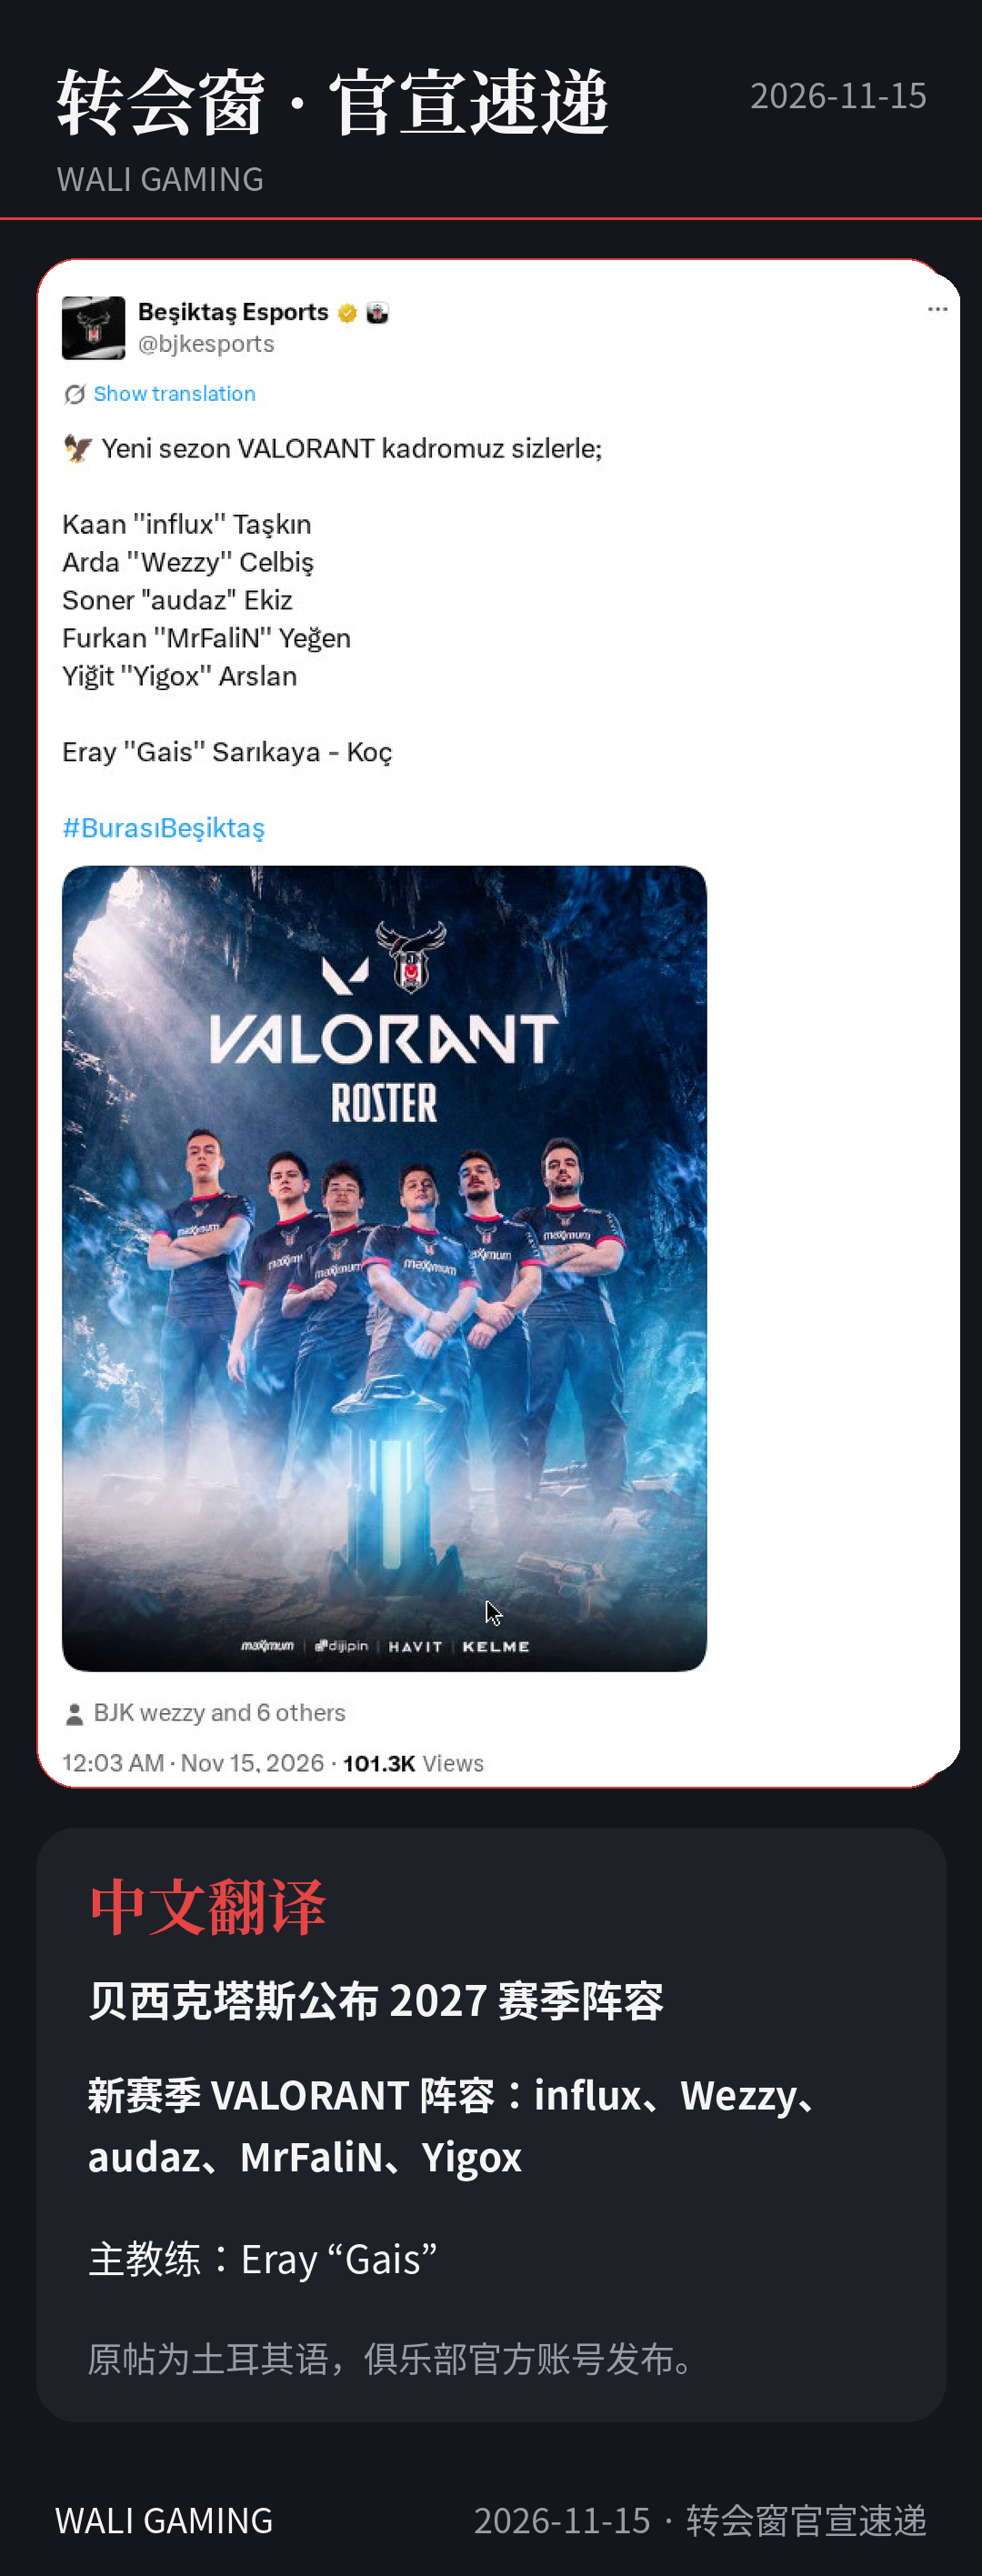 转会窗 · 官宣速递
2026-11-15
WALI GAMING
Beşiktaş Esports
@bjkesports
Show translation
Yeni sezon VALORANT kadromuz sizlerle;
Kaan "influx" Taşkın
Arda "Wezzy" Celbiş
Soner "audaz" Ekiz
Furkan "MrFaliN" Yeğen
Yiğit "Yigox" Arslan
Eray "Gais" Sarıkaya - Koç
#BurasıBeşiktaş
VALORANT
ROSTER
maximum maximum maximum maximum maximum maximum
maximum | dijipin | HAVIT | KELME
BJK wezzy and 6 others
12:03 AM · Nov 15, 2026 · 101.3K Views
中文翻译
贝西克塔斯公布 2027 赛季阵容
新赛季 VALORANT 阵容：influx、Wezzy、
audaz、MrFaliN、Yigox
主教练：Eray “Gais”
原帖为土耳其语，俱乐部官方账号发布。
WALI GAMING
2026-11-15 · 转会窗官宣速递